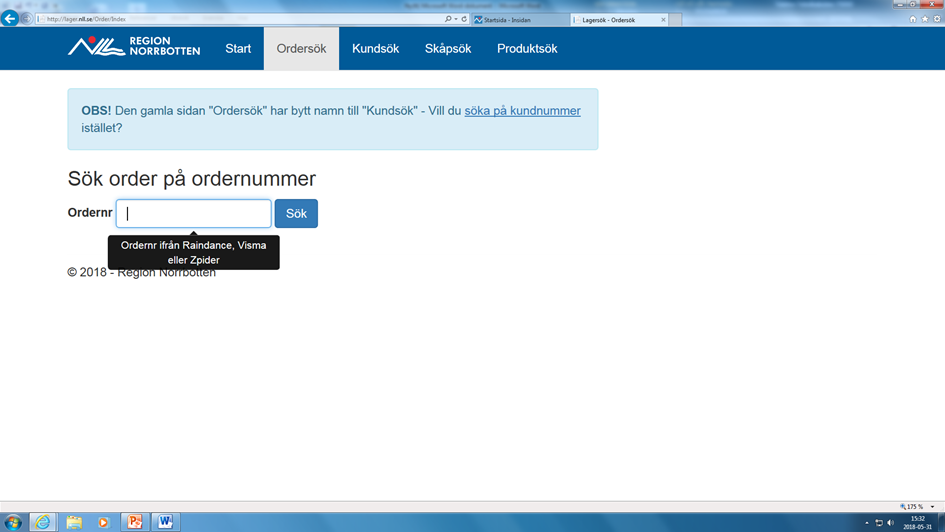 http://lager.nll.se/Order/Index
Startsida - Insidan
Lagersök - Ordersök
REGION
NORRBOTTEN
Start
Ordersök
Kundsök
Skåpsök
Produktsök
OBS! Den gamla sidan "Ordersök" har bytt namn till "Kundsök" - Vill du söka på kundnummer
istället?
Sök order på ordernummer
Ordernr
Sök
Ordernr ifrån Raindance, Visma
eller Zpider
© 2018 - Region Norrbotten
175 %
15:32
2018-05-31